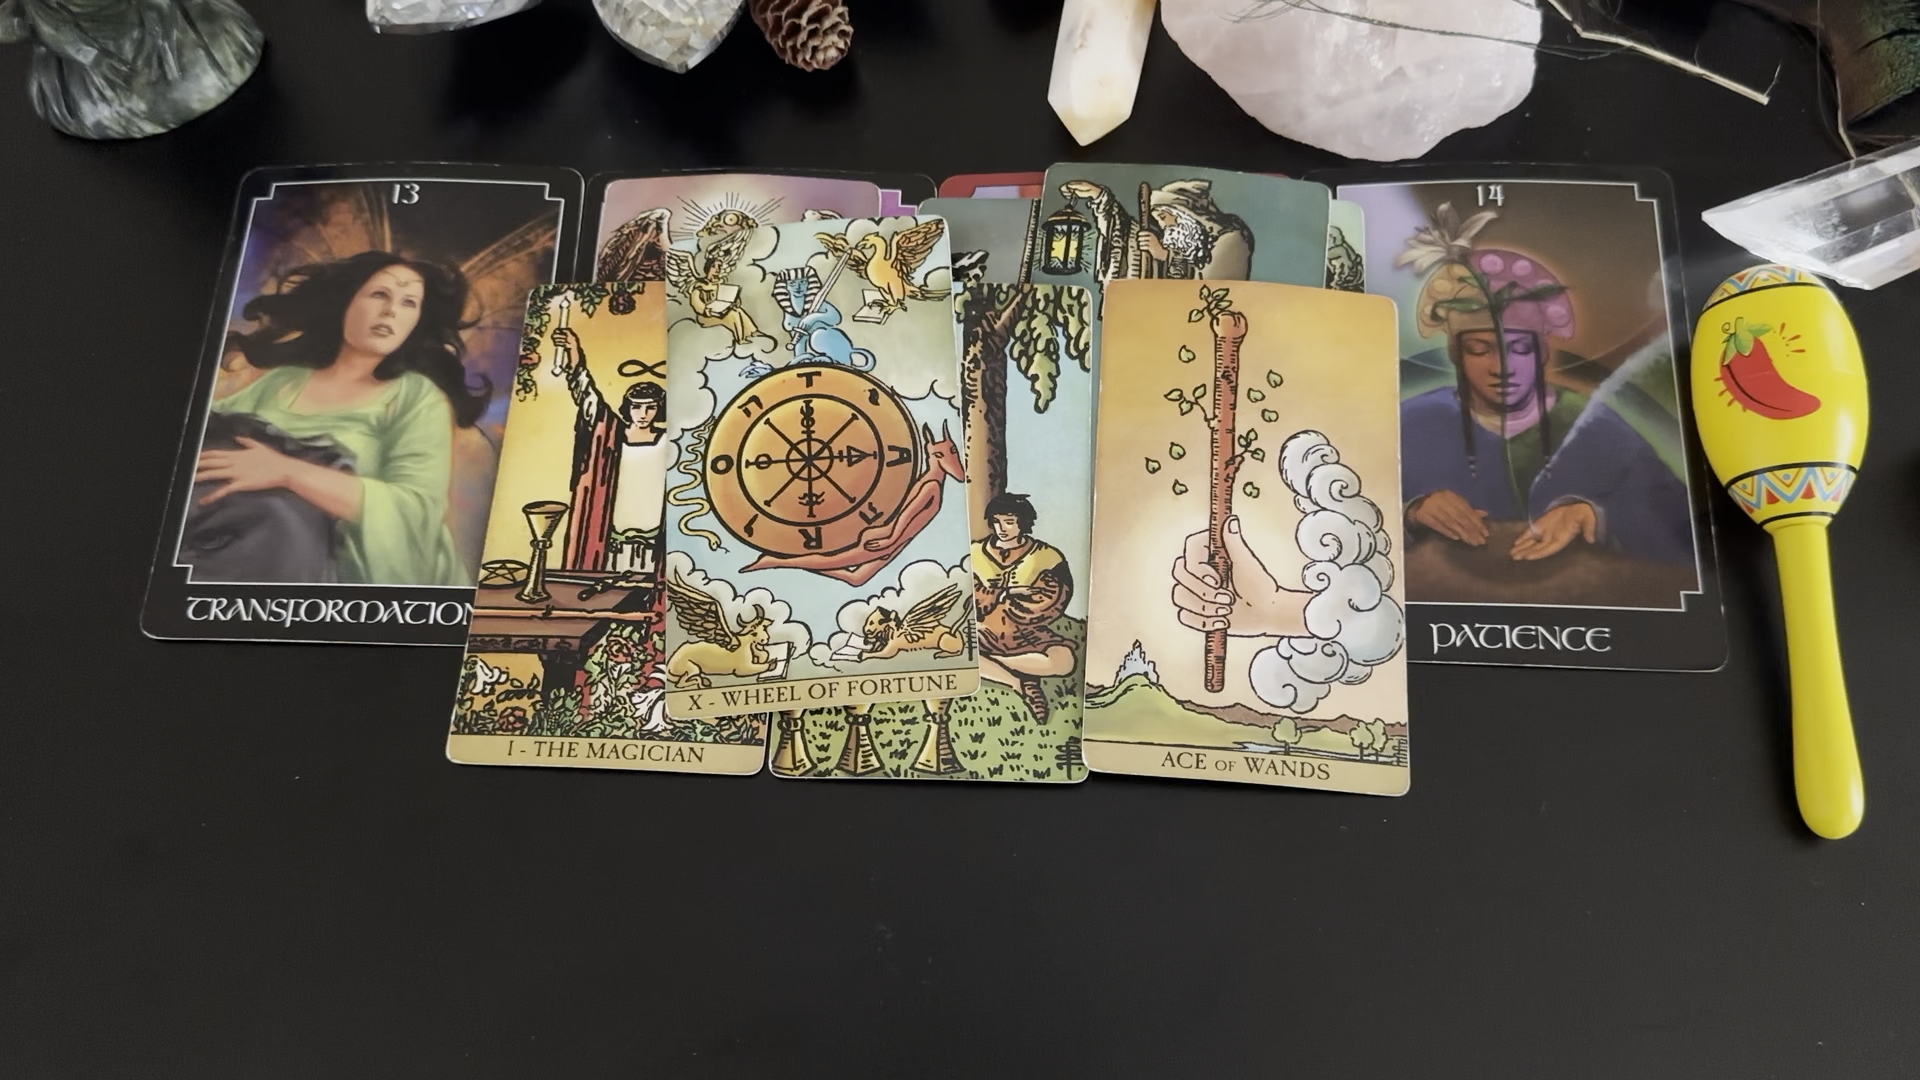 13
14
T
A
R
O
TRANSFORMATION
PATIENCE
X - WHEEL OF FORTUNE
I - THE MAGICIAN
ACE OF WANDS